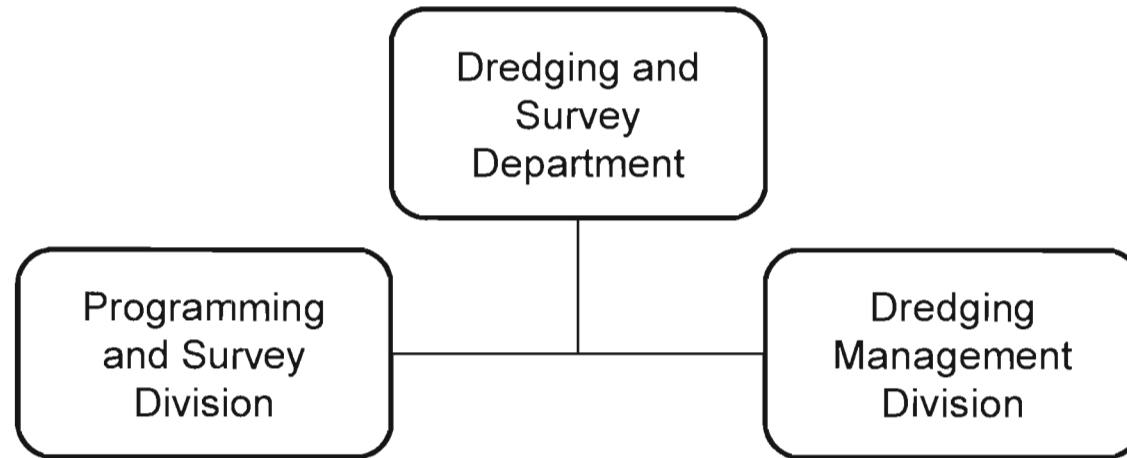 Dredging and
Survey
Department
Programming
and Survey
Division
Dredging
Management
Division